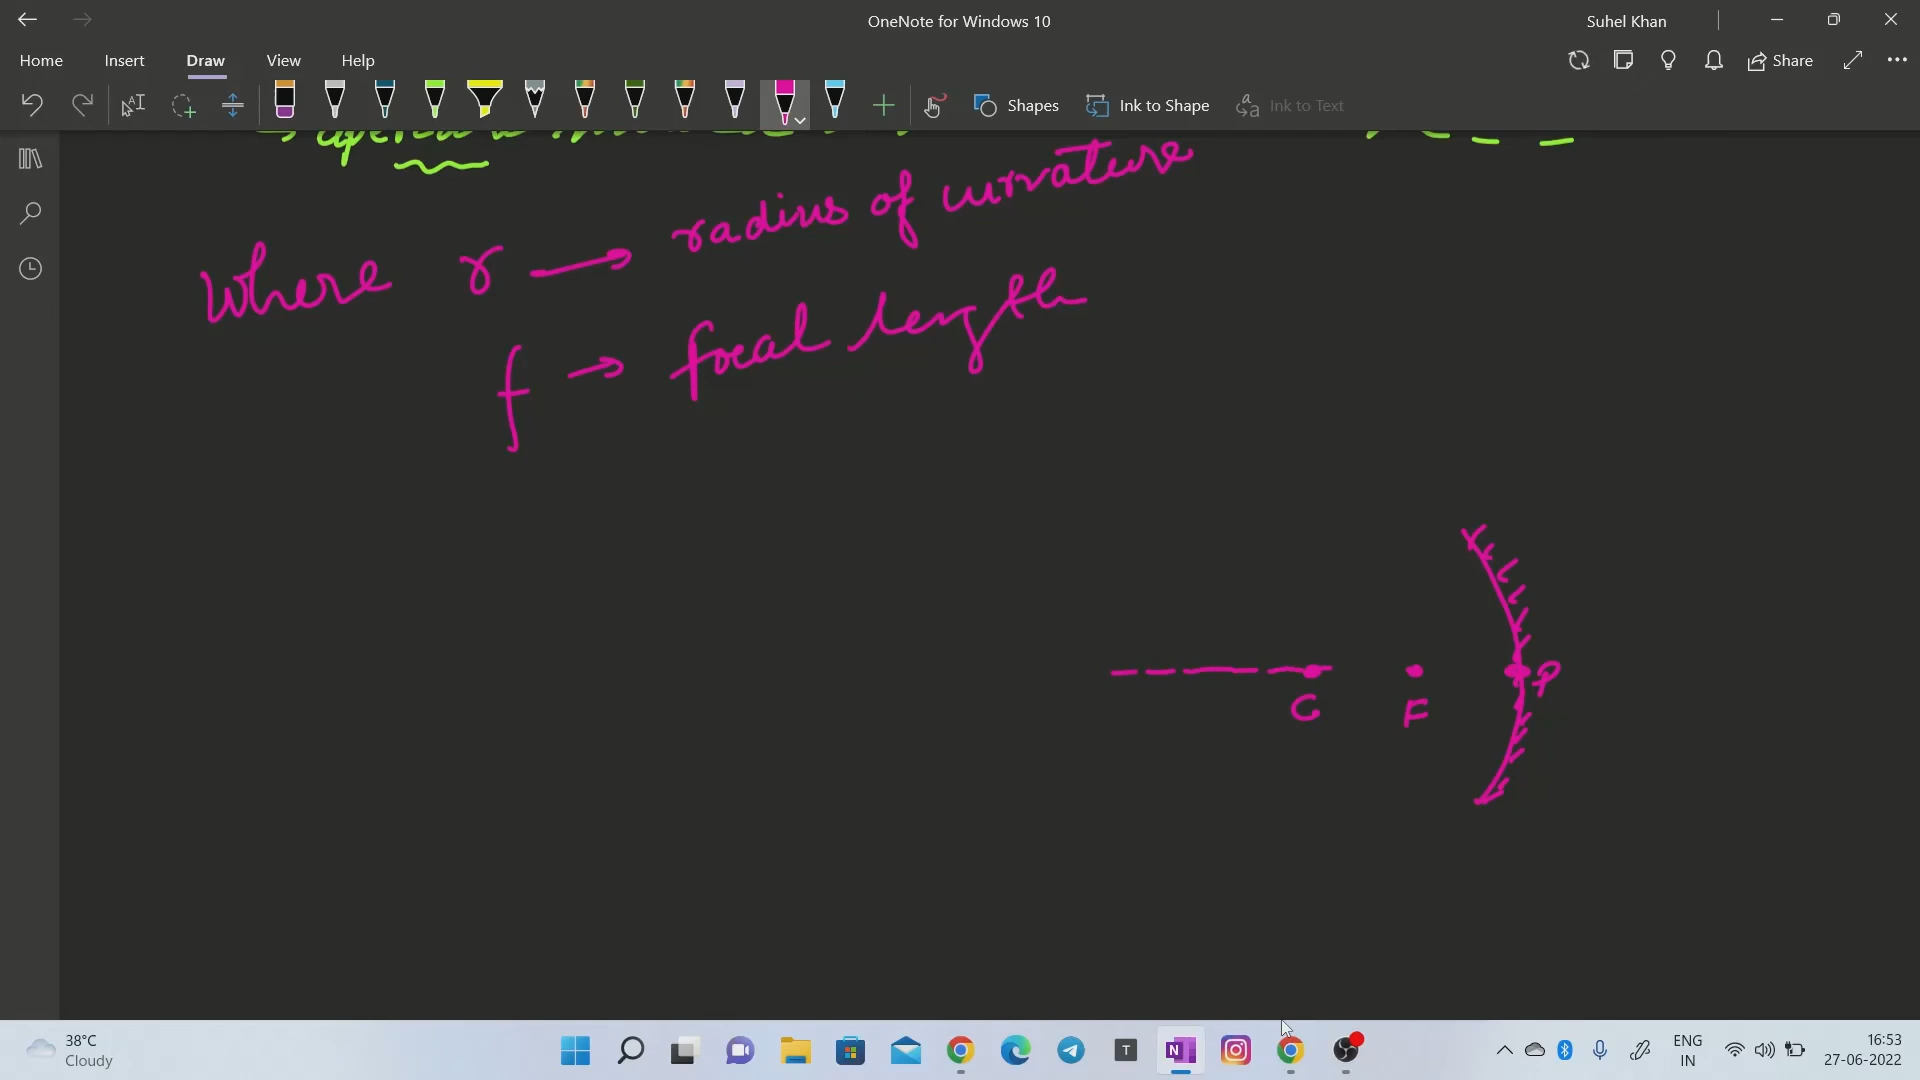 OneNote for Windows 10
Suhel Khan
Home Insert Draw View Help
Share
Shapes Ink to Shape Ink to Text
Where r → radius of curvature
f → focal length
C F P
38°C
Cloudy
ENG
IN
16:53
27-06-2022